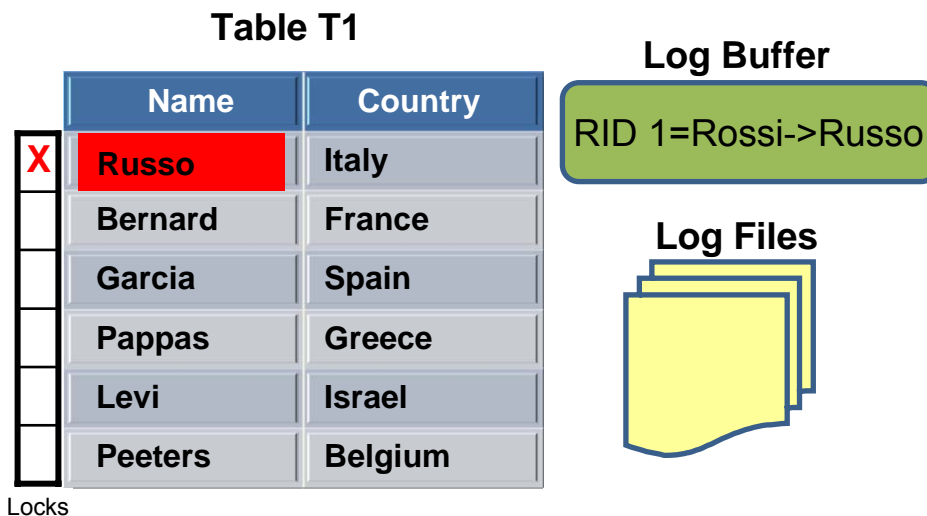 Table T1
Log Buffer
Name Country
RID 1=Rossi->Russo
X Russo Italy
Bernard France
Log Files
Garcia Spain
Pappas Greece
Levi Israel
Peeters Belgium
Locks